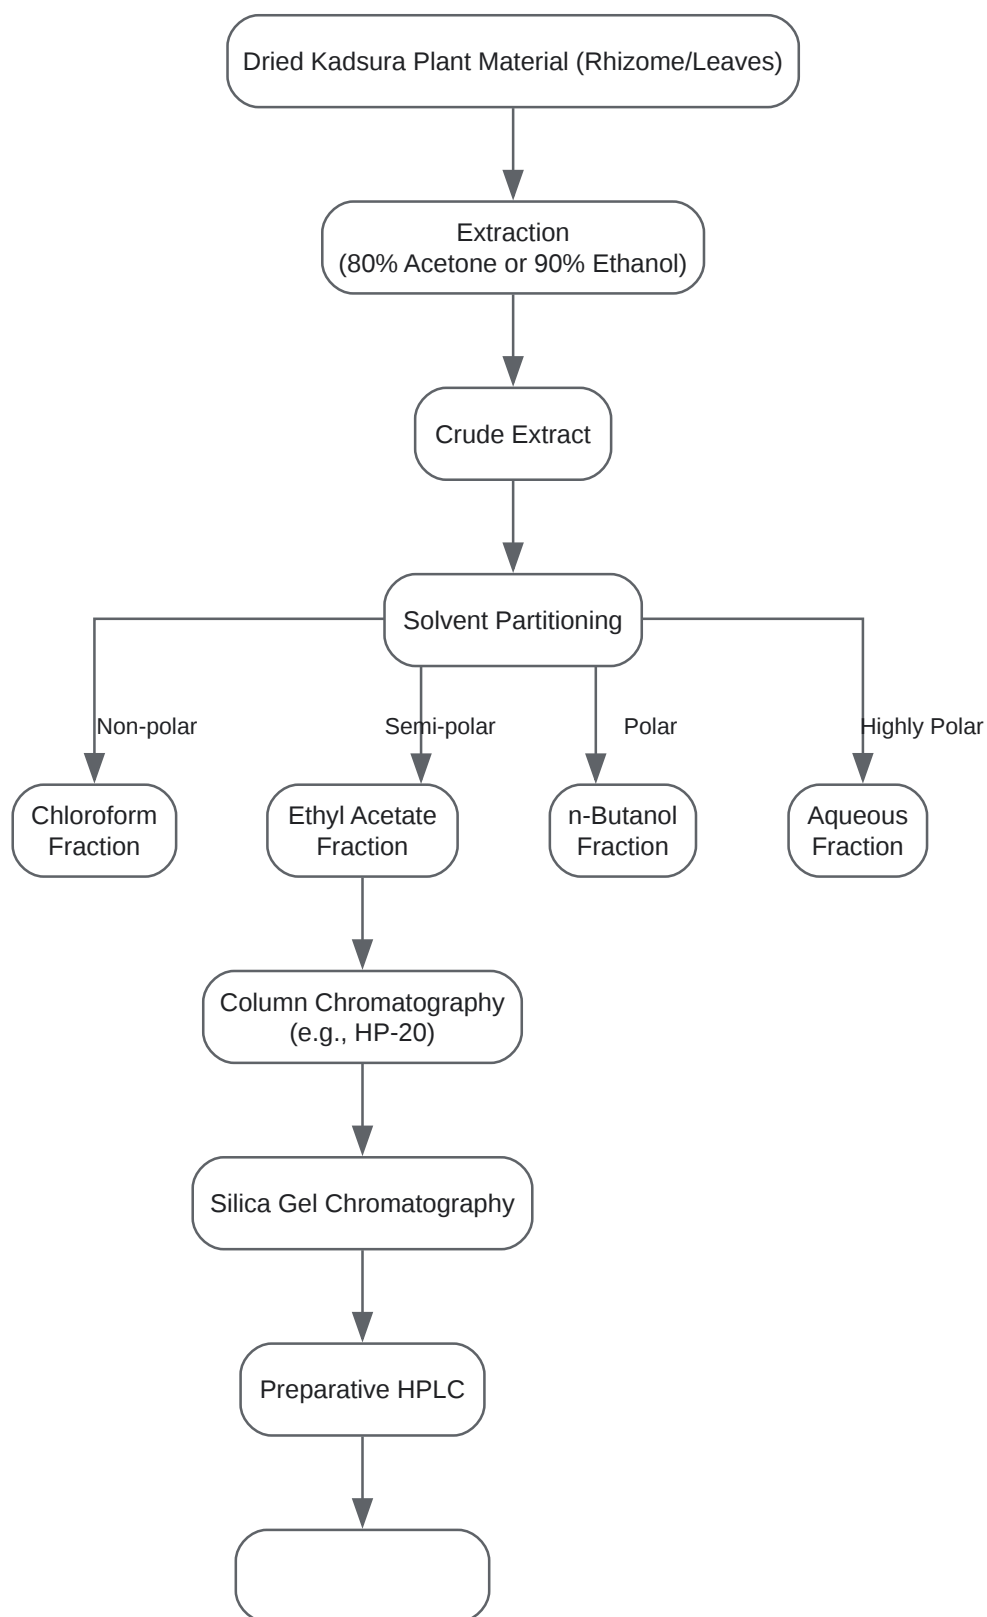 Dried Kadsura Plant Material (Rhizome/Leaves)
Extraction
(80% Acetone or 90% Ethanol)
Crude Extract
Solvent Partitioning
Non-polar
Semi-polar
Polar
Highly Polar
Chloroform
Fraction
Ethyl Acetate
Fraction
n-Butanol
Fraction
Aqueous
Fraction
Column Chromatography
(e.g., HP-20)
Silica Gel Chromatography
Preparative HPLC